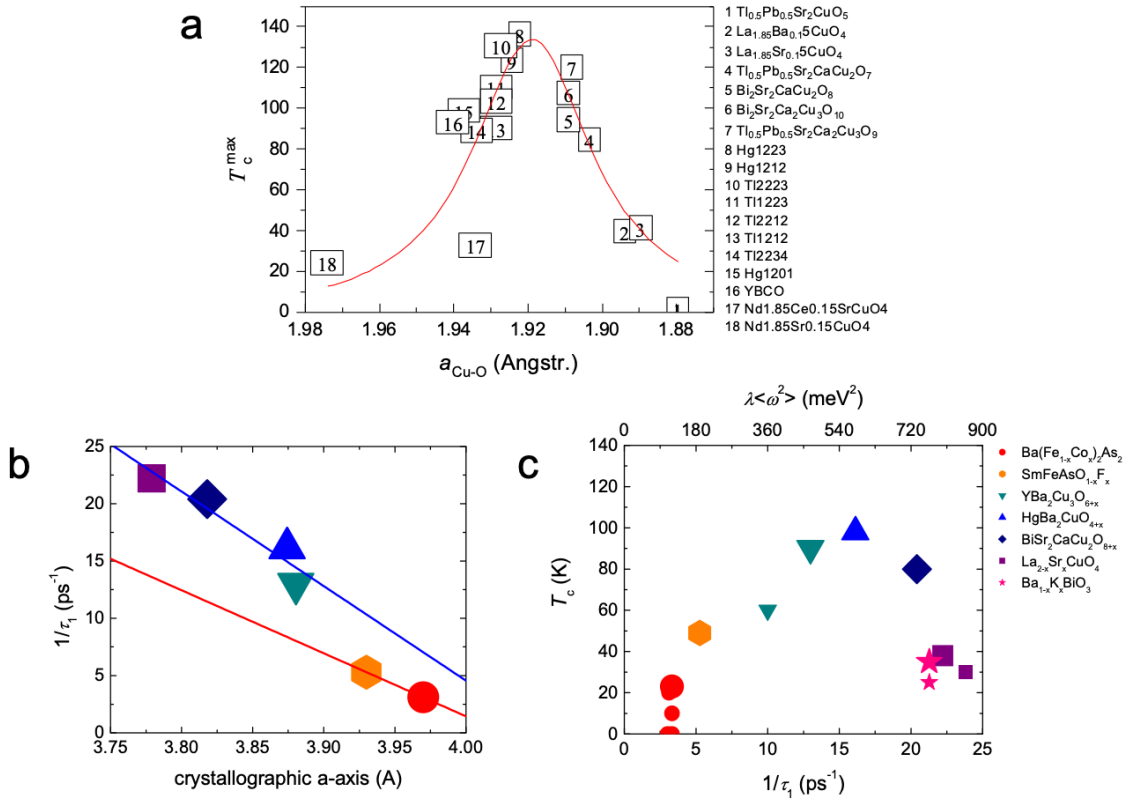 a
140
120
100
80
60
40
20
0
T_c^max
1.98
1.96
1.94
1.92
1.90
1.88
a_Cu-O (Angstr.)
8
10
9
7
11
6
12
15
16
5
3
14
4
2
3
17
18
1 Tl0.5Pb0.5Sr2CuO5
2 La1.85Ba0.15CuO4
3 La1.85Sr0.15CuO4
4 Tl0.5Pb0.5Sr2CaCu2O7
5 Bi2Sr2CaCu2O8
6 Bi2Sr2Ca2Cu3O10
7 Tl0.5Pb0.5Sr2Ca2Cu3O9
8 Hg1223
9 Hg1212
10 Tl2223
11 Tl1223
12 Tl2212
13 Tl1212
14 Tl2234
15 Hg1201
16 YBCO
17 Nd1.85Ce0.15SrCuO4
18 Nd1.85Sr0.15CuO4
b
25
20
15
10
5
0
1/τ1 (ps-1)
3.75
3.80
3.85
3.90
3.95
4.00
crystallographic a-axis (A)
c
λ<ω2> (meV2)
0
180
360
540
720
900
140
120
100
80
60
40
20
0
Tc (K)
0
5
10
15
20
25
1/τ1 (ps-1)
Ba(Fe1-xCox)2As2
SmFeAsO1-xFx
YBa2Cu3O6+x
HgBa2CuO4+x
BiSr2CaCu2O8+x
La2-xSrxCuO4
Ba1-xKxBiO3